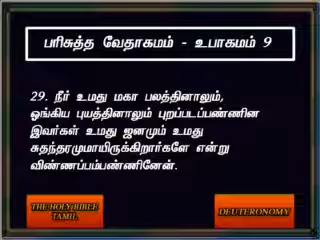 பரிசுத்த வேதாகமம் - உபாகமம் 9
29. நீர் உமது மகா பலத்தினாலும்,
ஓங்கிய புயத்தினாலும் புறப்படப்பண்ணின
இவர்கள் உமது ஜனமும் உமது
சுதந்தரமுமாயிருக்கிறார்களே என்று
விண்ணப்பம்பண்ணினேன்.
THE HOLY BIBLE
TAMIL
DEUTERONOMY